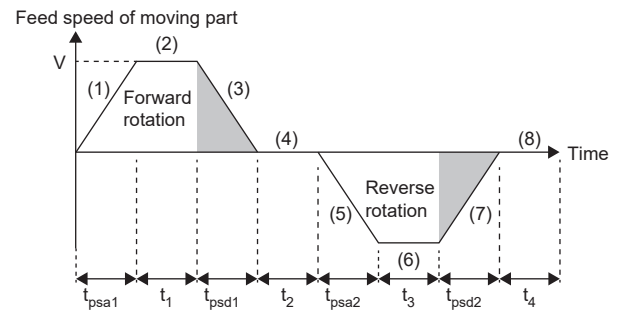 Feed speed of moving part
(2)
V
(1)
(3)
Forward
rotation
(4)
(8)
Time
Reverse
rotation
(5)
(7)
(6)
tpsa1 t1 tpsd1 t2 tpsa2 t3 tpsd2 t4